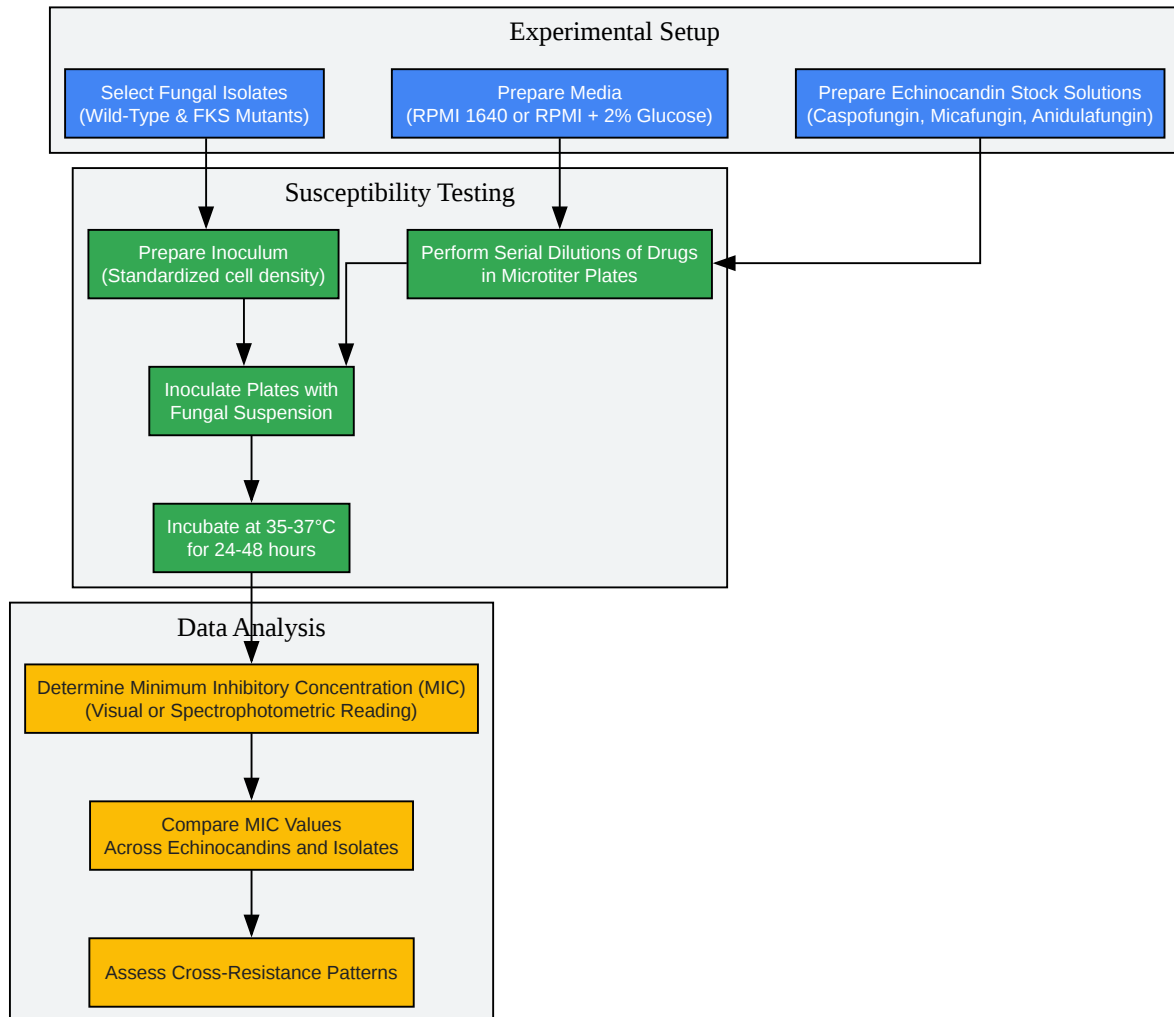 Experimental Setup
Select Fungal Isolates
(Wild-Type & FKS Mutants)
Prepare Media
(RPMI 1640 or RPMI + 2% Glucose)
Prepare Echinocandin Stock Solutions
(Caspofungin, Micafungin, Anidulafungin)
Susceptibility Testing
Prepare Inoculum
(Standardized cell density)
Perform Serial Dilutions of Drugs
in Microtiter Plates
Inoculate Plates with
Fungal Suspension
Incubate at 35-37°C
for 24-48 hours
Data Analysis
Determine Minimum Inhibitory Concentration (MIC)
(Visual or Spectrophotometric Reading)
Compare MIC Values
Across Echinocandins and Isolates
Assess Cross-Resistance Patterns